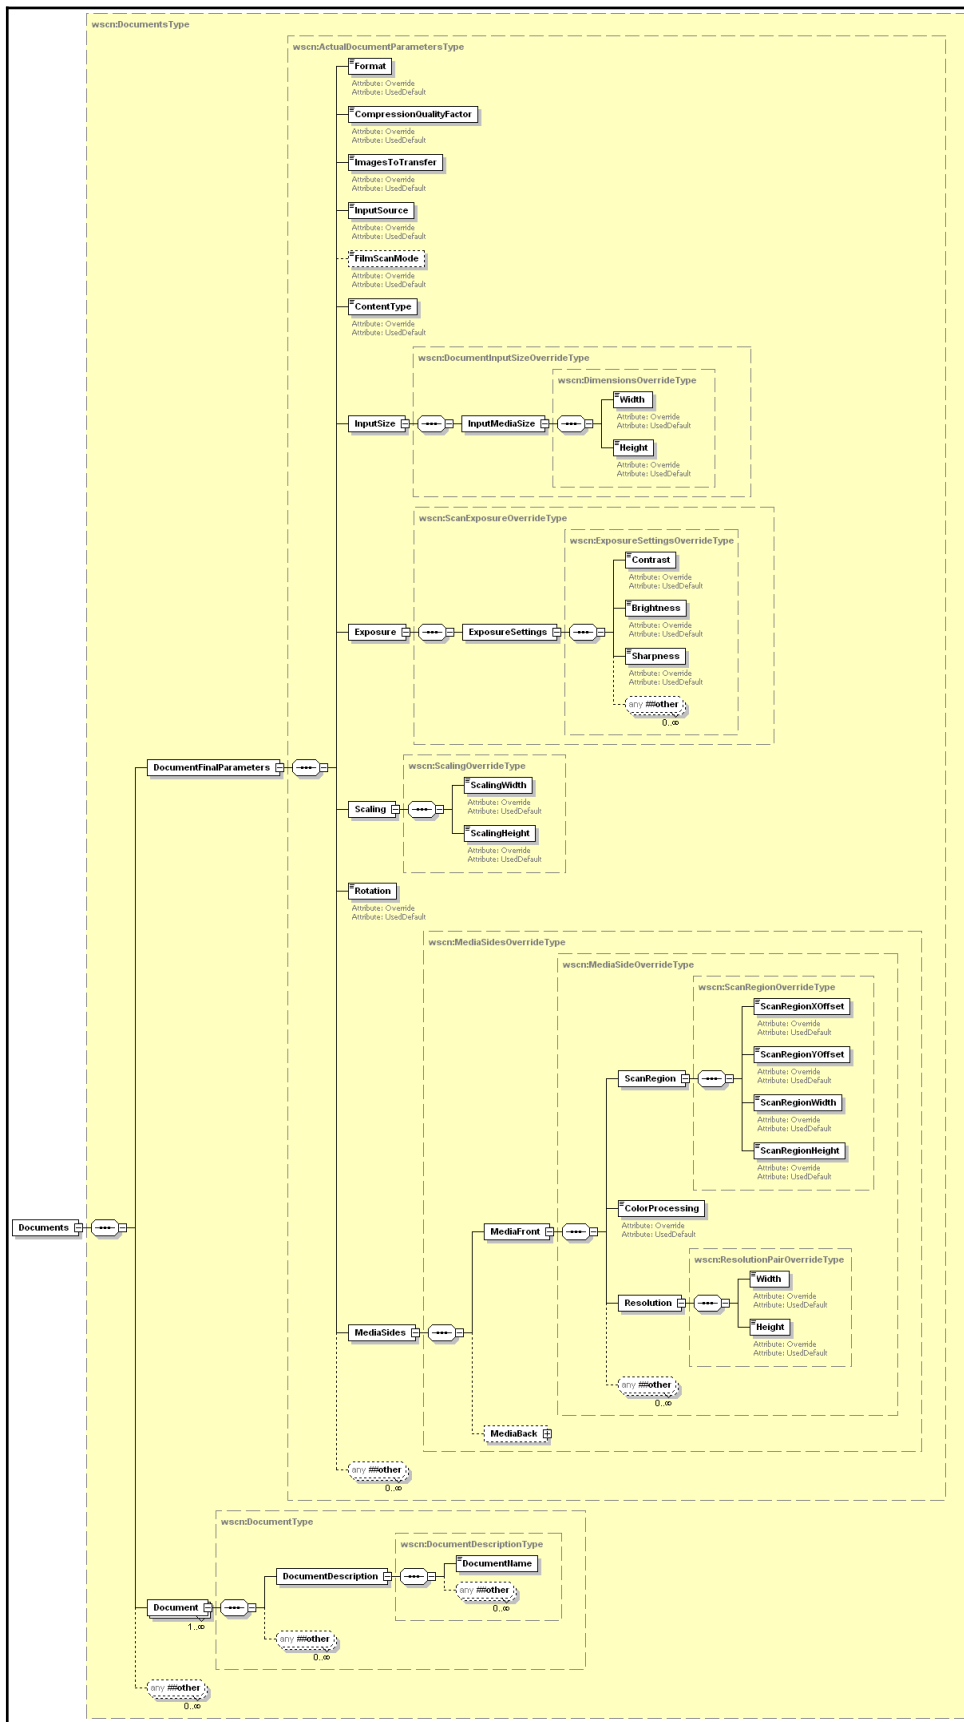 wscn:DocumentsType
wscn:ActualDocumentParametersType
Format
Attribute: Override
Attribute: UsedDefault
CompressionQualityFactor
Attribute: Override
Attribute: UsedDefault
ImagesToTransfer
Attribute: Override
Attribute: UsedDefault
InputSource
Attribute: Override
Attribute: UsedDefault
FilmScanMode
Attribute: Override
Attribute: UsedDefault
ContentType
Attribute: Override
Attribute: UsedDefault
wscn:DocumentInputSizeOverrideType
wscn:DimensionsOverrideType
Width
Attribute: Override
Attribute: UsedDefault
InputSize
InputMediaSize
Height
Attribute: Override
Attribute: UsedDefault
wscn:ScanExposureOverrideType
wscn:ExposureSettingsOverrideType
Contrast
Attribute: Override
Attribute: UsedDefault
Brightness
Attribute: Override
Attribute: UsedDefault
Exposure
ExposureSettings
Sharpness
Attribute: Override
Attribute: UsedDefault
any ##other
0..∞
wscn:ScalingOverrideType
DocumentFinalParameters
ScalingWidth
Attribute: Override
Attribute: UsedDefault
Scaling
ScalingHeight
Attribute: Override
Attribute: UsedDefault
Rotation
Attribute: Override
Attribute: UsedDefault
wscn:MediaSidesOverrideType
wscn:MediaSideOverrideType
wscn:ScanRegionOverrideType
ScanRegionXOffset
Attribute: Override
Attribute: UsedDefault
ScanRegionYOffset
Attribute: Override
Attribute: UsedDefault
ScanRegion
ScanRegionWidth
Attribute: Override
Attribute: UsedDefault
ScanRegionHeight
Attribute: Override
Attribute: UsedDefault
ColorProcessing
Attribute: Override
Attribute: UsedDefault
Documents
MediaFront
wscn:ResolutionPairOverrideType
Width
Attribute: Override
Attribute: UsedDefault
Resolution
Height
Attribute: Override
Attribute: UsedDefault
MediaSides
any ##other
0..∞
MediaBack
any ##other
0..∞
wscn:DocumentType
wscn:DocumentDescriptionType
DocumentName
DocumentDescription
any ##other
0..∞
Document
1..∞
any ##other
0..∞
any ##other
0..∞